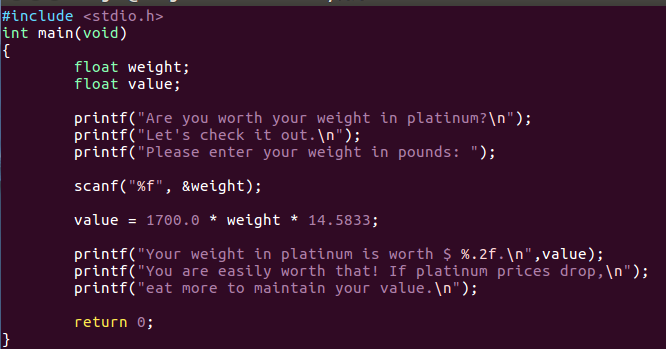 #include <stdio.h>
int main(void)
{
        float weight;
        float value;

        printf("Are you worth your weight in platinum?\n");
        printf("Let's check it out.\n");
        printf("Please enter your weight in pounds: ");

        scanf("%f", &weight);

        value = 1700.0 * weight * 14.5833;

        printf("Your weight in platinum is worth $ %.2f.\n",value);
        printf("You are easily worth that! If platinum prices drop,\n");
        printf("eat more to maintain your value.\n");

        return 0;
}